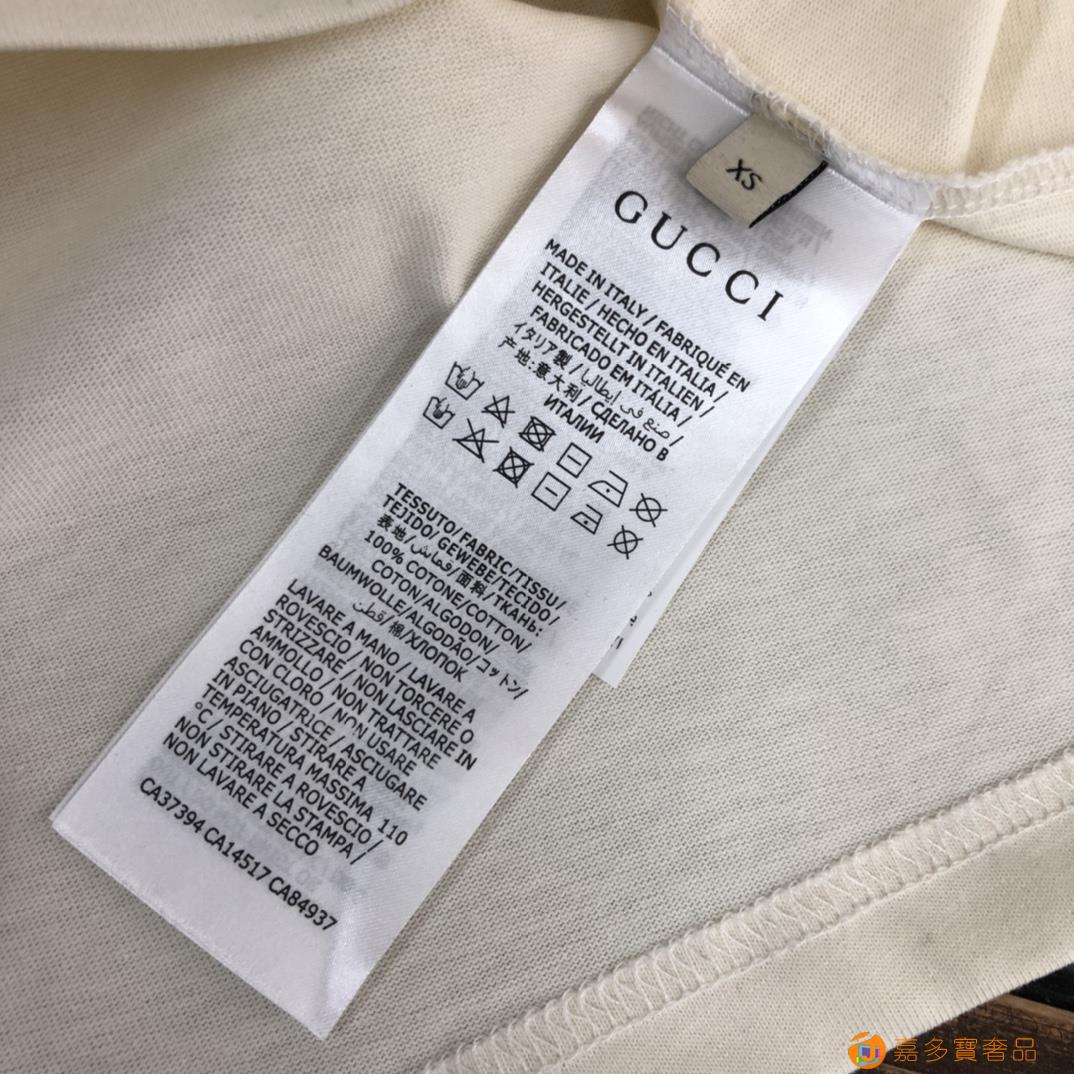 XS
GUCCI
MADE IN ITALY / FABRIQUÉ EN
ITALIE / HECHO EN ITALIA /
HERGESTELLT IN ITALIEN /
FABRICADO EM ITÁLIA /
イタリア製 / صنع في إيطاليا /
产地:意大利 / СДЕЛАНО В
ИТАЛИИ
TESSUTO/FABRIC/TISSU/
TEJIDO/GEWEBE/TECIDO/
表地/قماش/面料/ТКАНЬ:
100% COTONE/COTTON/
COTON/ALGODON/
BAUMWOLLE/ALGODÃO/コットン/
قطن/棉/ХЛОПОК
LAVARE A MANO / LAVARE A
ROVESCIO / NON TORCERE O
STRIZZARE / NON LASCIARE IN
AMMOLLO / NON TRATTARE
CON CLORO / NON USARE
ASCIUGATRICE / ASCIUGARE
IN PIANO / STIRARE A
TEMPERATURA MASSIMA 110
°C / STIRARE A ROVESCIO /
NON STIRARE LA STAMPA /
NON LAVARE A SECCO
CA37394 CA14517 CA84937
嘉多寶奢品